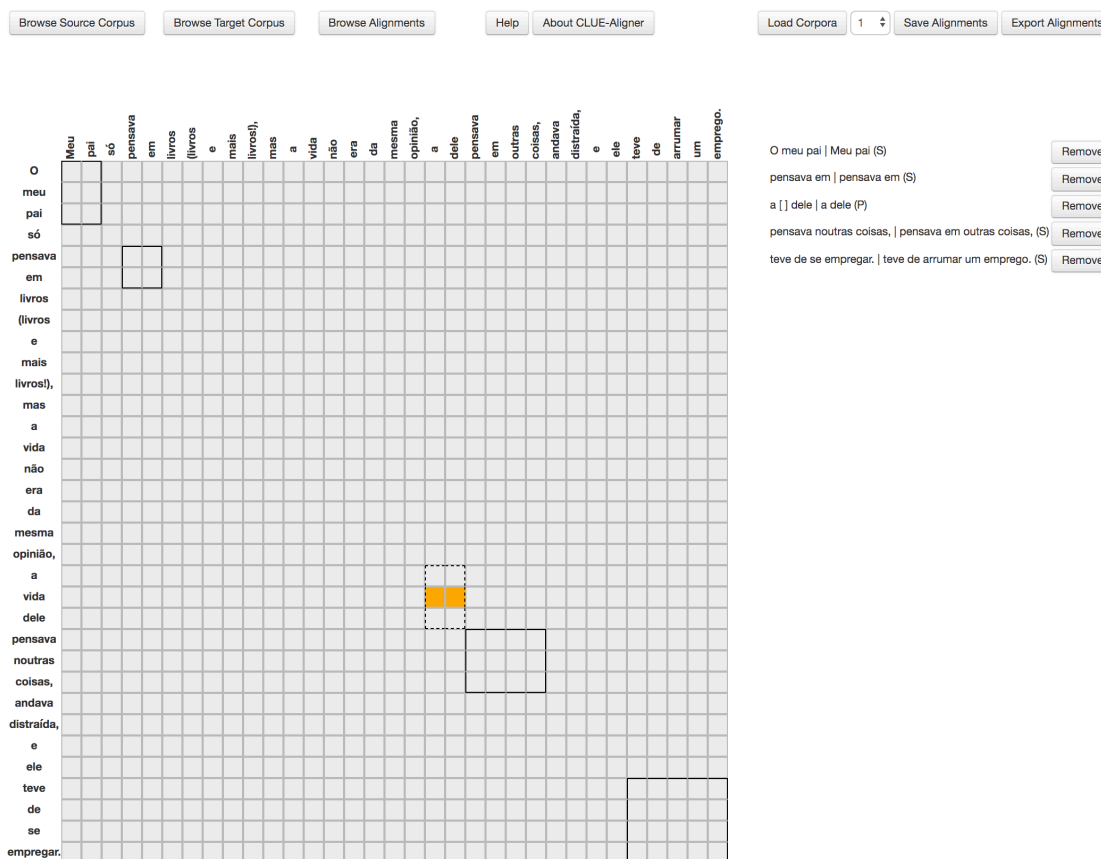 Browse Source Corpus Browse Target Corpus Browse Alignments Help About CLUE-Aligner Load Corpora 1 Save Alignments Export Alignments
Meu pai só pensava em livros (livros e mais livros!), mas a vida não era da mesma opinião, a dele pensava em outras coisas, andava distraída, e ele teve de arrumar um emprego.
O
meu
pai
só
pensava
em
livros
(livros
e
mais
livros!),
mas
a
vida
não
era
da
mesma
opinião,
a
vida
dele
pensava
noutras
coisas,
andava
distraída,
e
ele
teve
de
se
empregar.
O meu pai | Meu pai (S) Remove
pensava em | pensava em (S) Remove
a [ ] dele | a dele (P) Remove
pensava noutras coisas, | pensava em outras coisas, (S) Remove
teve de se empregar. | teve de arrumar um emprego. (S) Remove